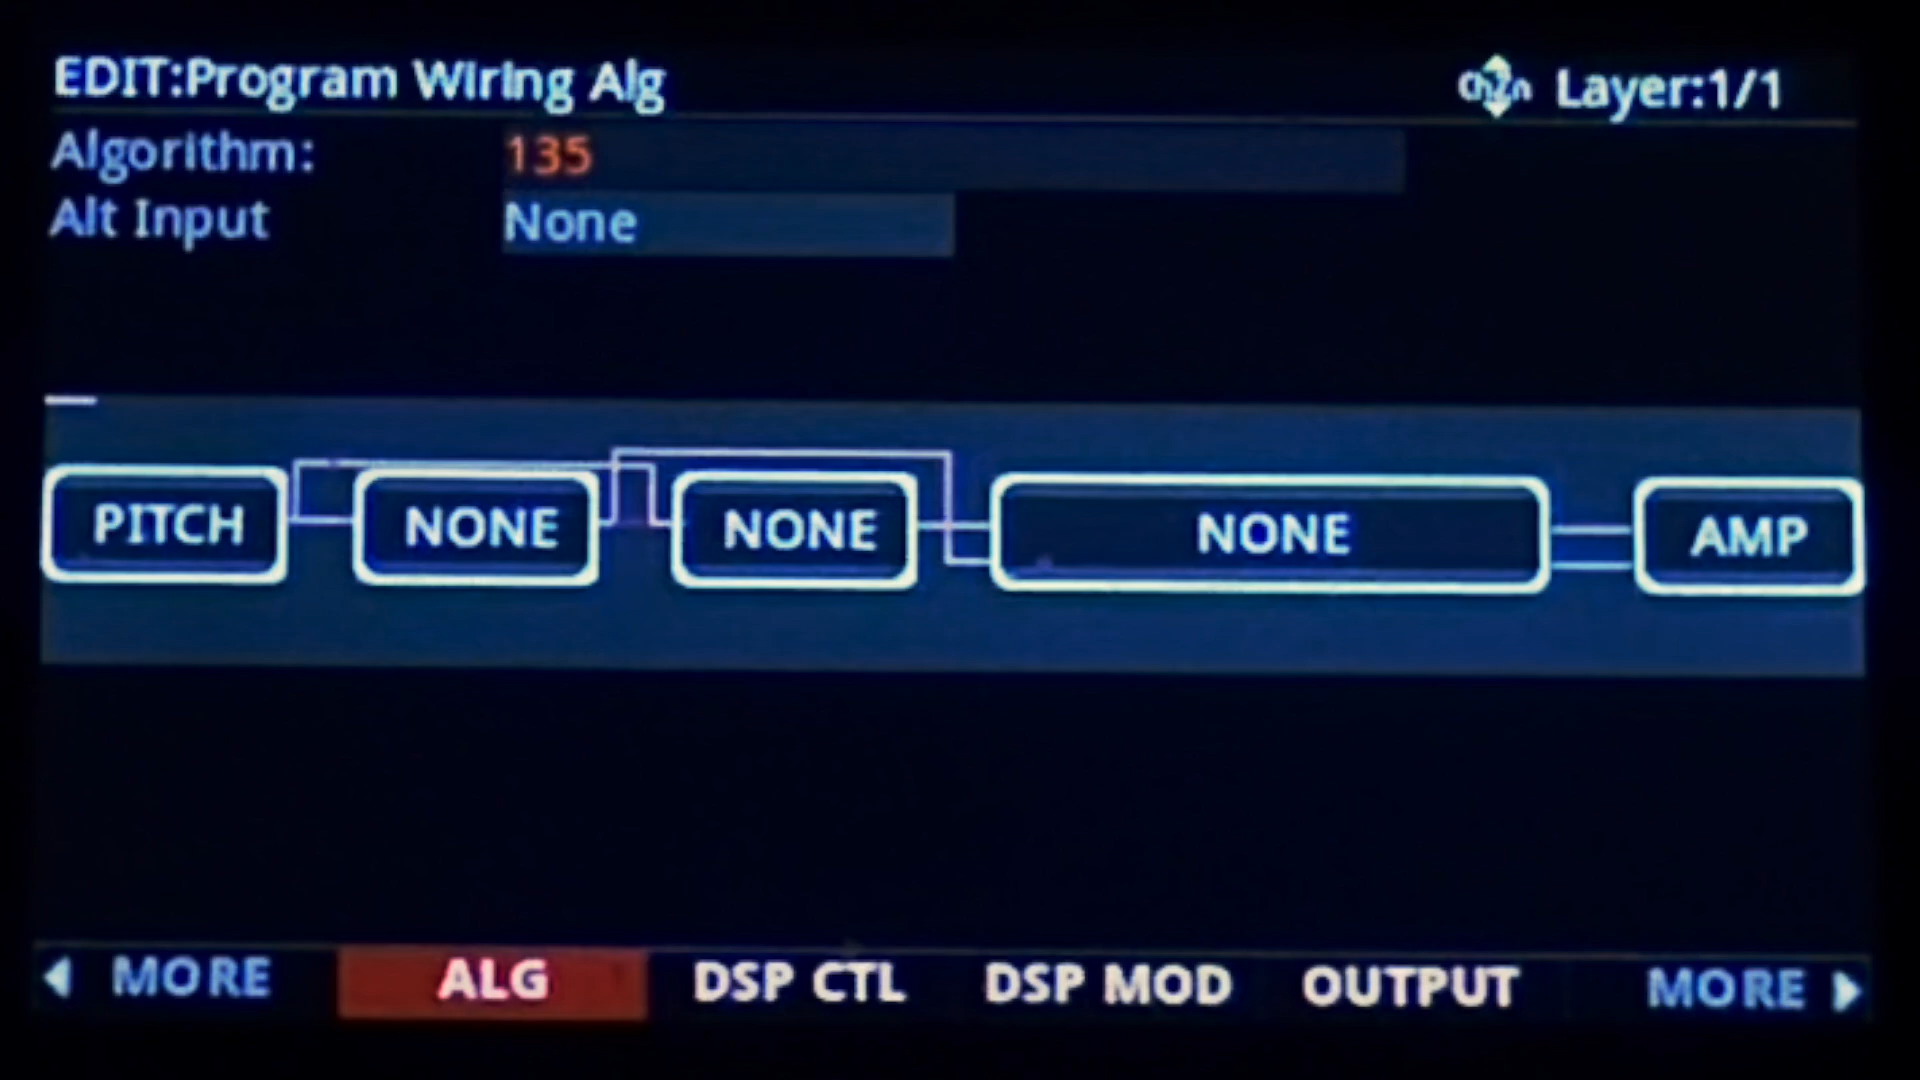 EDIT:Program Wiring Alg
Ch Layer:1/1
Algorithm: 135
Alt Input None
PITCH NONE NONE NONE AMP
MORE ALG DSP CTL DSP MOD OUTPUT MORE